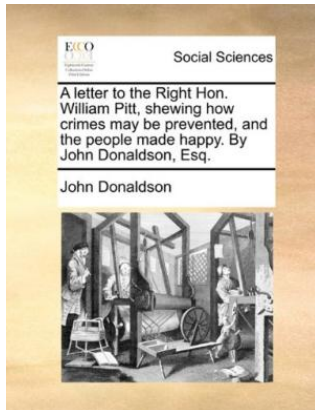 ECCO
Social Sciences
A letter to the Right Hon.
William Pitt, shewing how
crimes may be prevented, and
the people made happy. By
John Donaldson, Esq.
John Donaldson